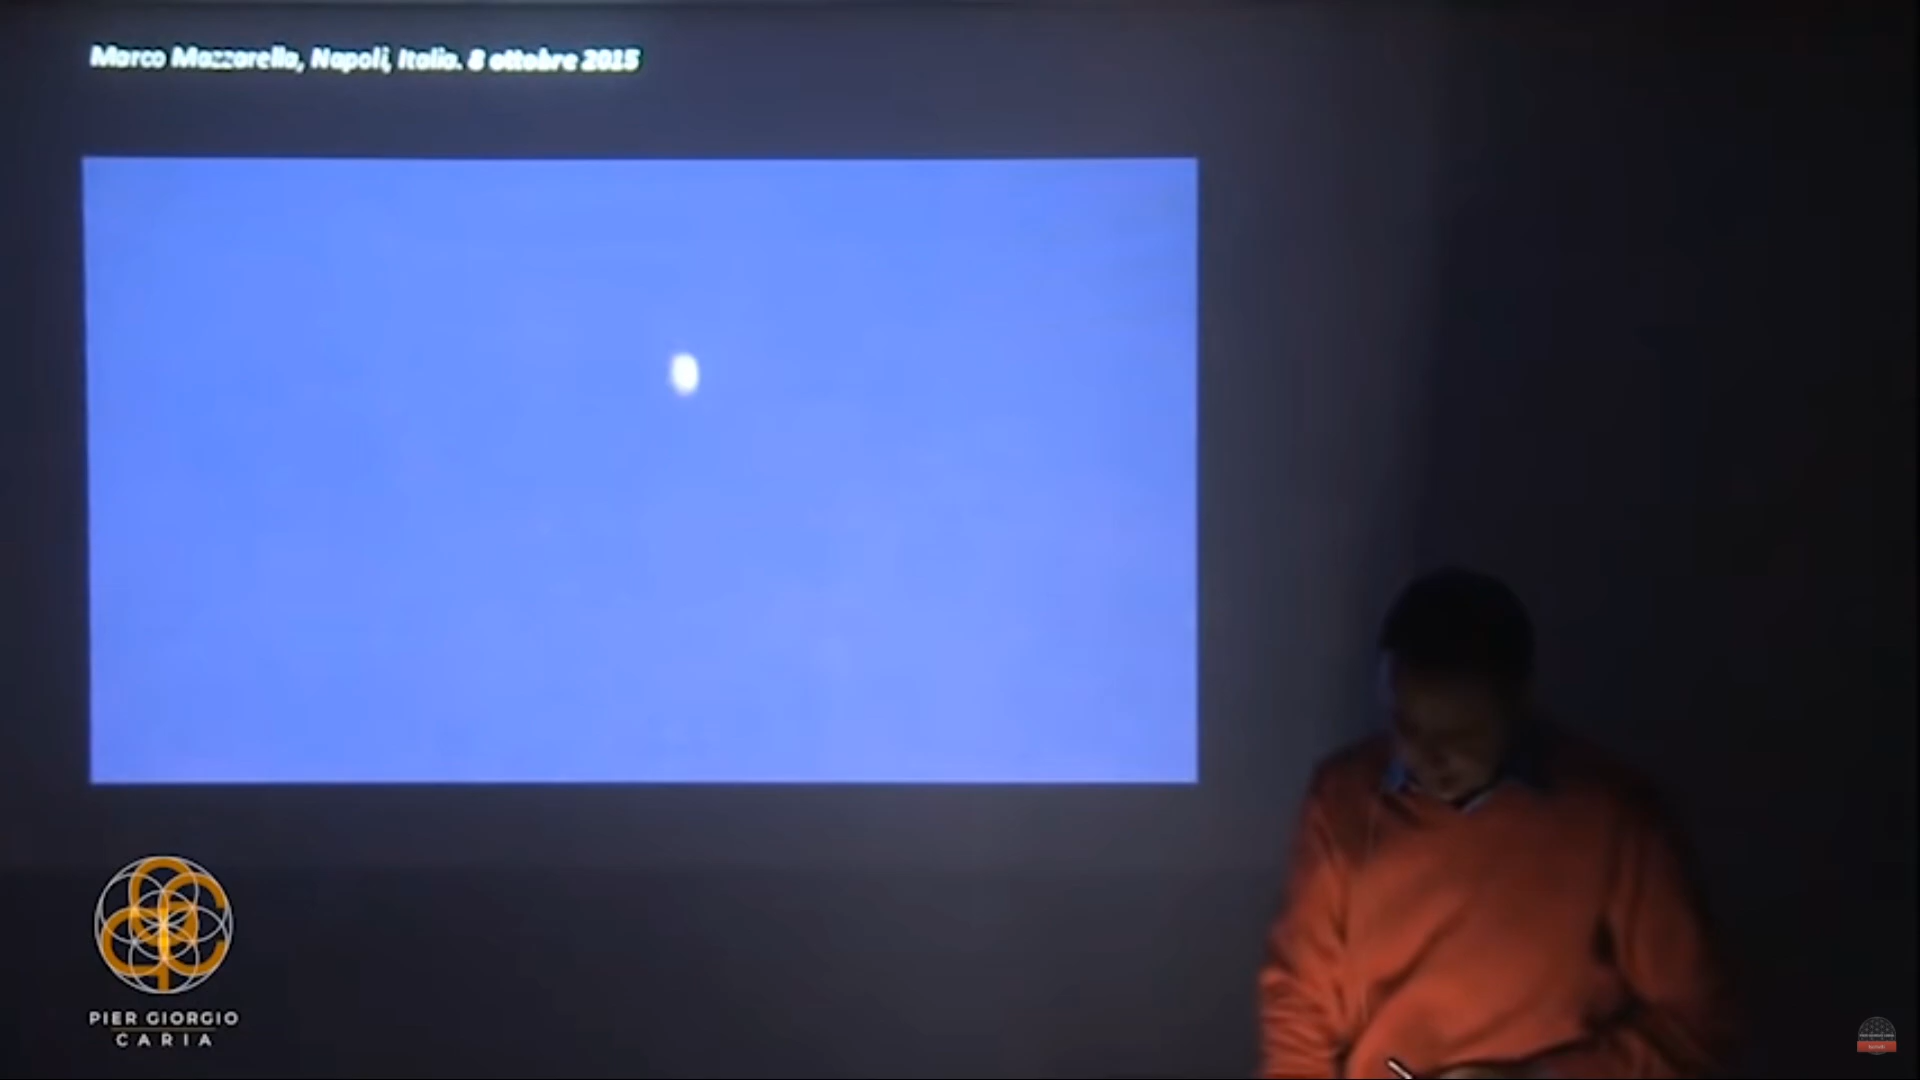 Marco Mazzarella, Napoli, Italia. 8 ottobre 2015
PIER GIORGIO
CARIA